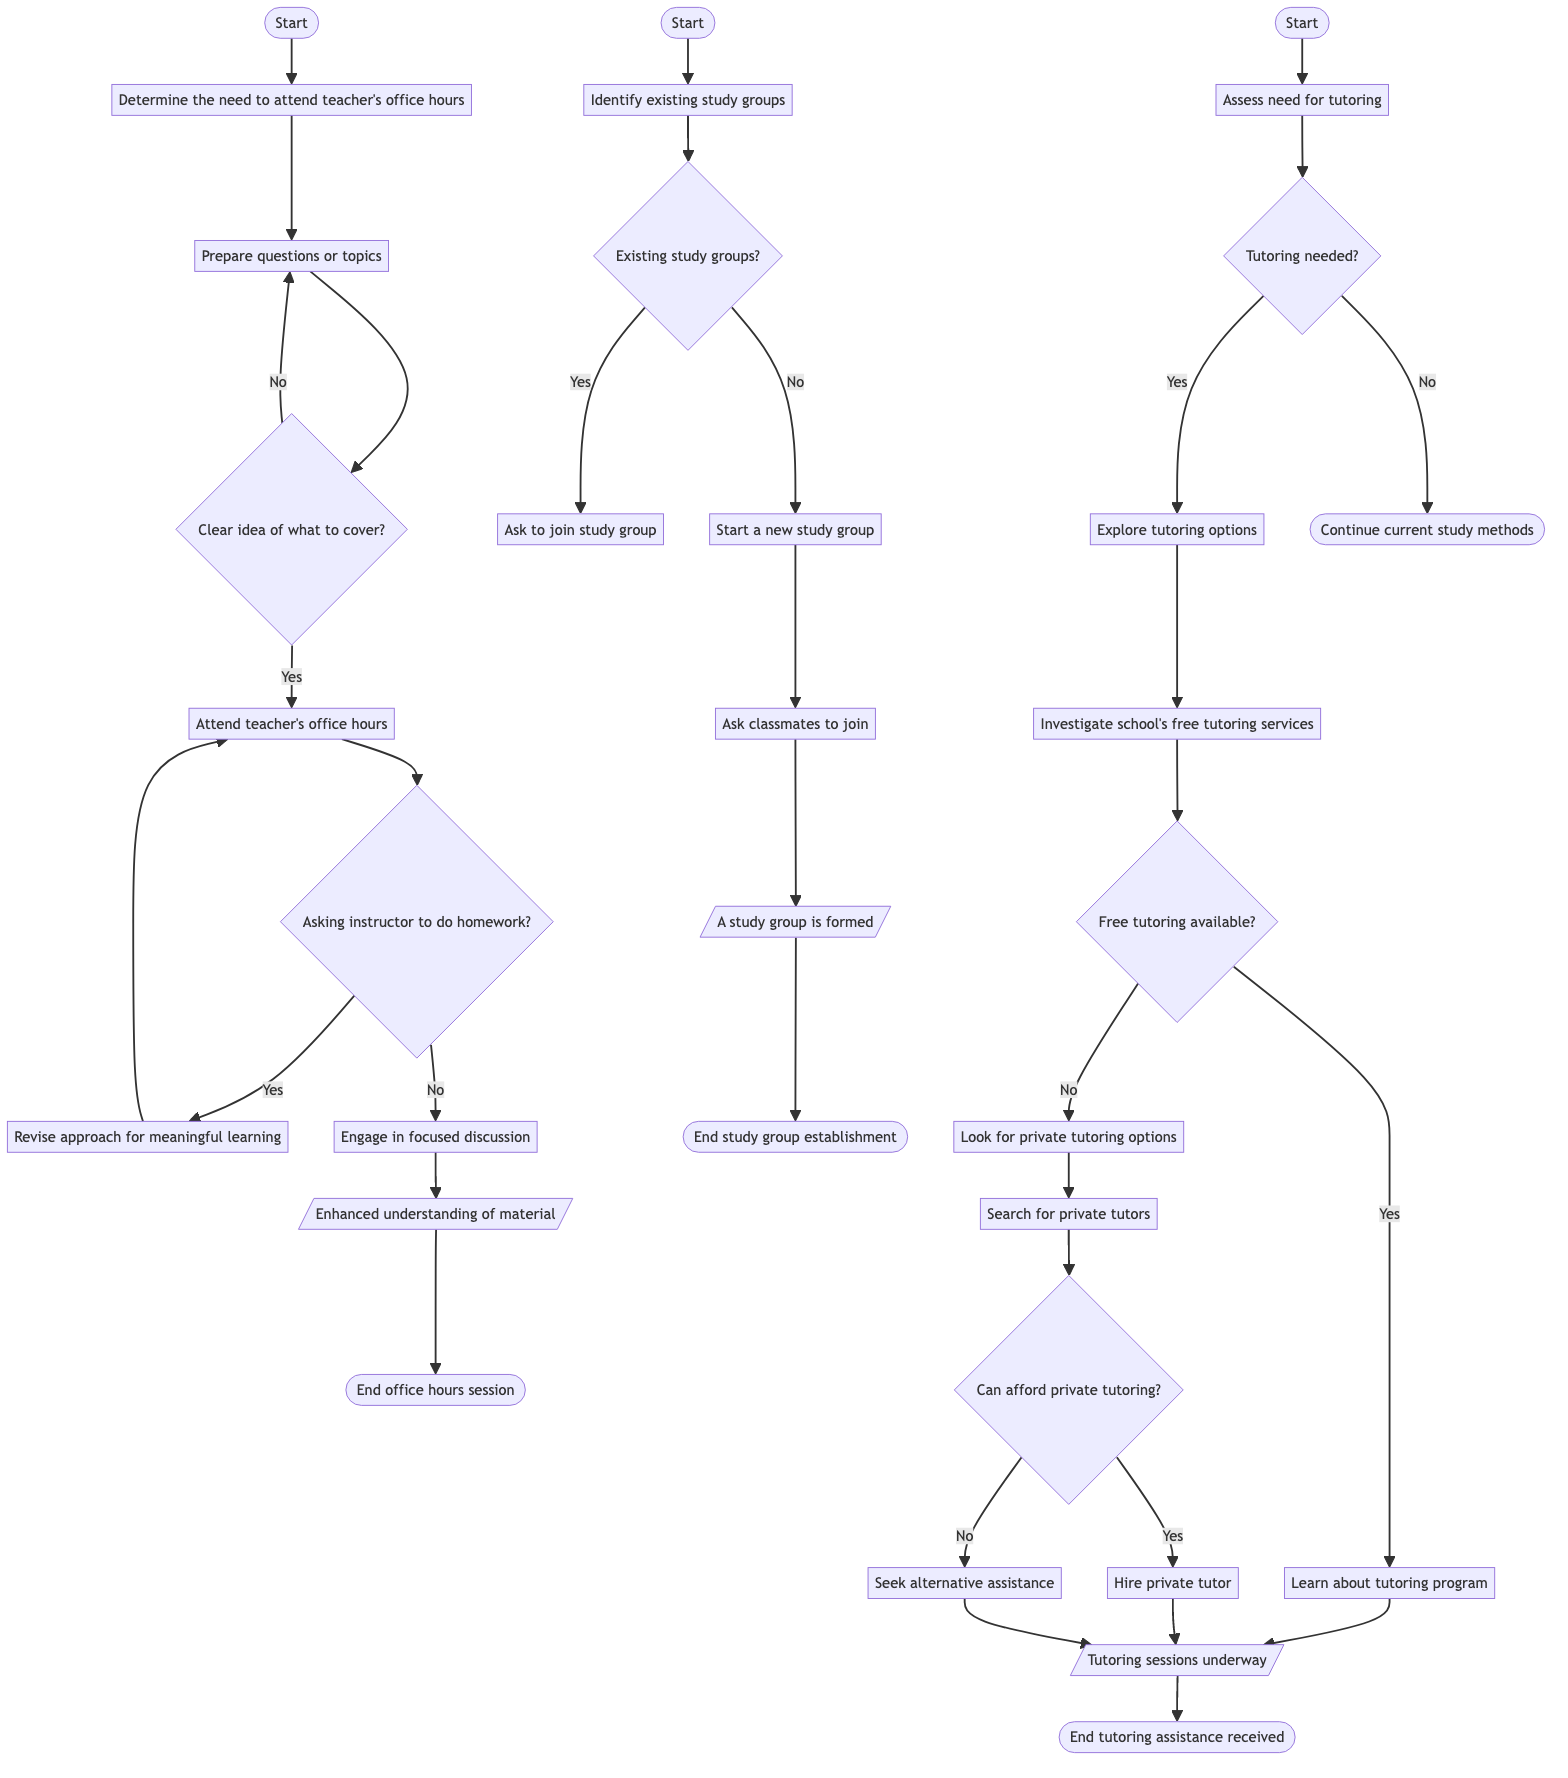 Start
Determine the need to attend teacher's office hours
Prepare questions or topics
No
Clear idea of what to cover?
Yes
Attend teacher's office hours
Asking instructor to do homework?
Yes
No
Revise approach for meaningful learning
Engage in focused discussion
Enhanced understanding of material
End office hours session
Start
Identify existing study groups
Existing study groups?
Yes
No
Ask to join study group
Start a new study group
Ask classmates to join
A study group is formed
End study group establishment
Start
Assess need for tutoring
Tutoring needed?
Yes
No
Explore tutoring options
Continue current study methods
Investigate school's free tutoring services
Free tutoring available?
No
Look for private tutoring options
Search for private tutors
Yes
Can afford private tutoring?
No
Yes
Seek alternative assistance
Hire private tutor
Learn about tutoring program
Tutoring sessions underway
End tutoring assistance received